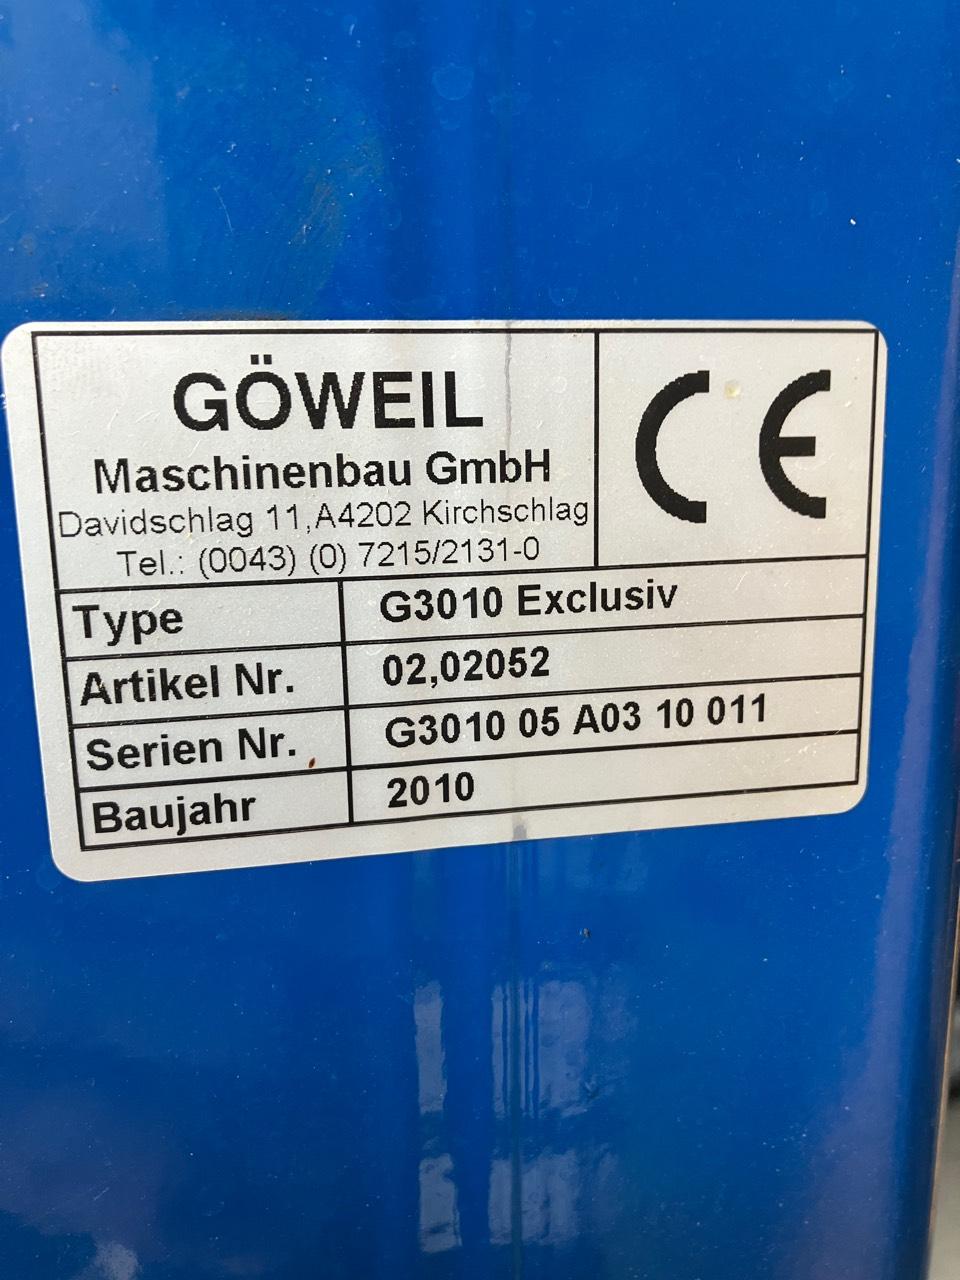 GÖWEIL
Maschinenbau GmbH
Davidschlag 11,A4202 Kirchschlag
Tel.: (0043) (0) 7215/2131-0
CE
Type G3010 Exclusiv
Artikel Nr. 02,02052
Serien Nr. G3010 05 A03 10 011
Baujahr 2010